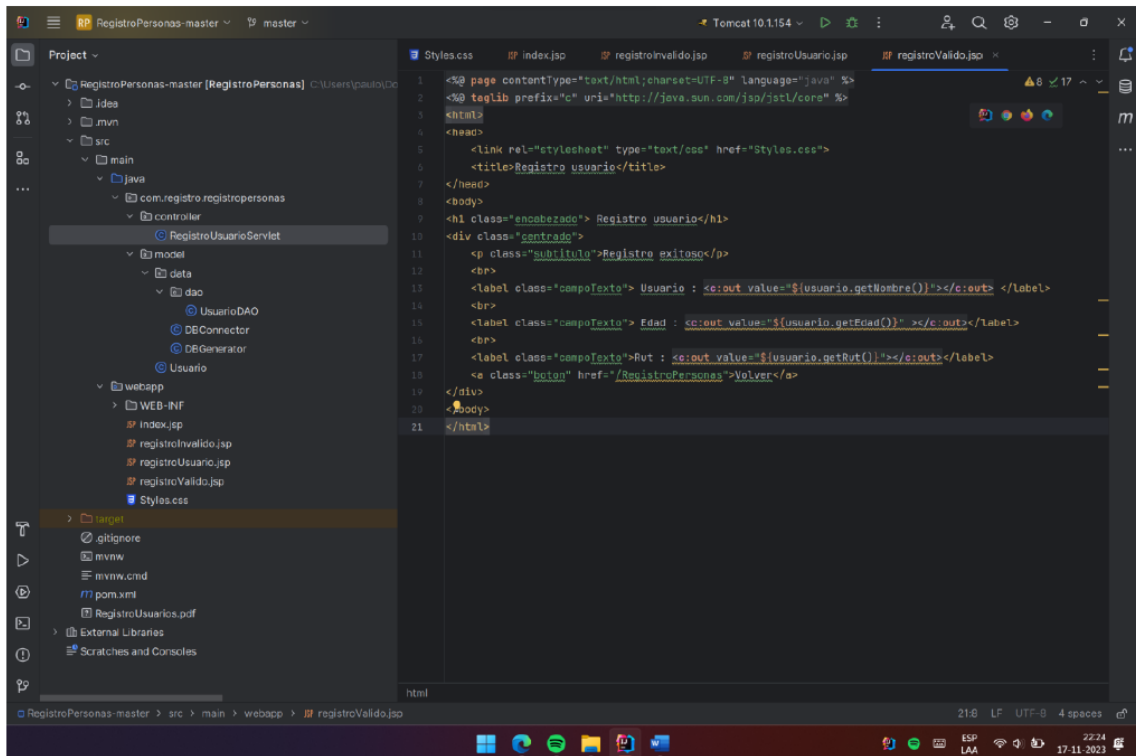 RP RegistroPersonas-master master Tomcat 10.1.154
Project
Styles.css index.jsp registroInvalido.jsp registroUsuario.jsp registroValido.jsp
RegistroPersonas-master [RegistroPersonas] C:\Users\paulo\Do
.idea
.mvn
src
main
java
com.registro.registropersonas
controller
RegistroUsuarioServlet
model
data
dao
UsuarioDAO
DBConnector
DBGenerator
Usuario
webapp
WEB-INF
index.jsp
registroInvalido.jsp
registroUsuario.jsp
registroValido.jsp
Styles.css
target
.gitignore
mvnw
mvnw.cmd
pom.xml
RegistroUsuarios.pdf
External Libraries
Scratches and Consoles
1 <%@ page contentType="text/html;charset=UTF-8" language="java" %>
2 <%@ taglib prefix="c" uri="http://java.sun.com/jsp/jstl/core" %>
3 <html>
4 <head>
5 <link rel="stylesheet" type="text/css" href="Styles.css">
6 <title>Registro usuario</title>
7 </head>
8 <body>
9 <h1 class="encabezado"> Registro usuario</h1>
10 <div class="centrado">
11 <p class="subtitulo">Registro exitoso</p>
12 <br>
13 <label class="campoTexto"> Usuario : <c:out value="${usuario.getNombre()}"></c:out> </label>
14 <br>
15 <label class="campoTexto"> Edad : <c:out value="${usuario.getEdad()}" ></c:out></label>
16 <br>
17 <label class="campoTexto">Rut : <c:out value="${usuario.getRut()}"></c:out></label>
18 <a class="boton" href="/RegistroPersonas">Volver</a>
19 </div>
20 </body>
21 </html>
8 17
m
html
RegistroPersonas-master > src > main > webapp > registroValido.jsp 21:8 LF UTF-8 4 spaces
ESP
LAA
22:24
17-11-2023